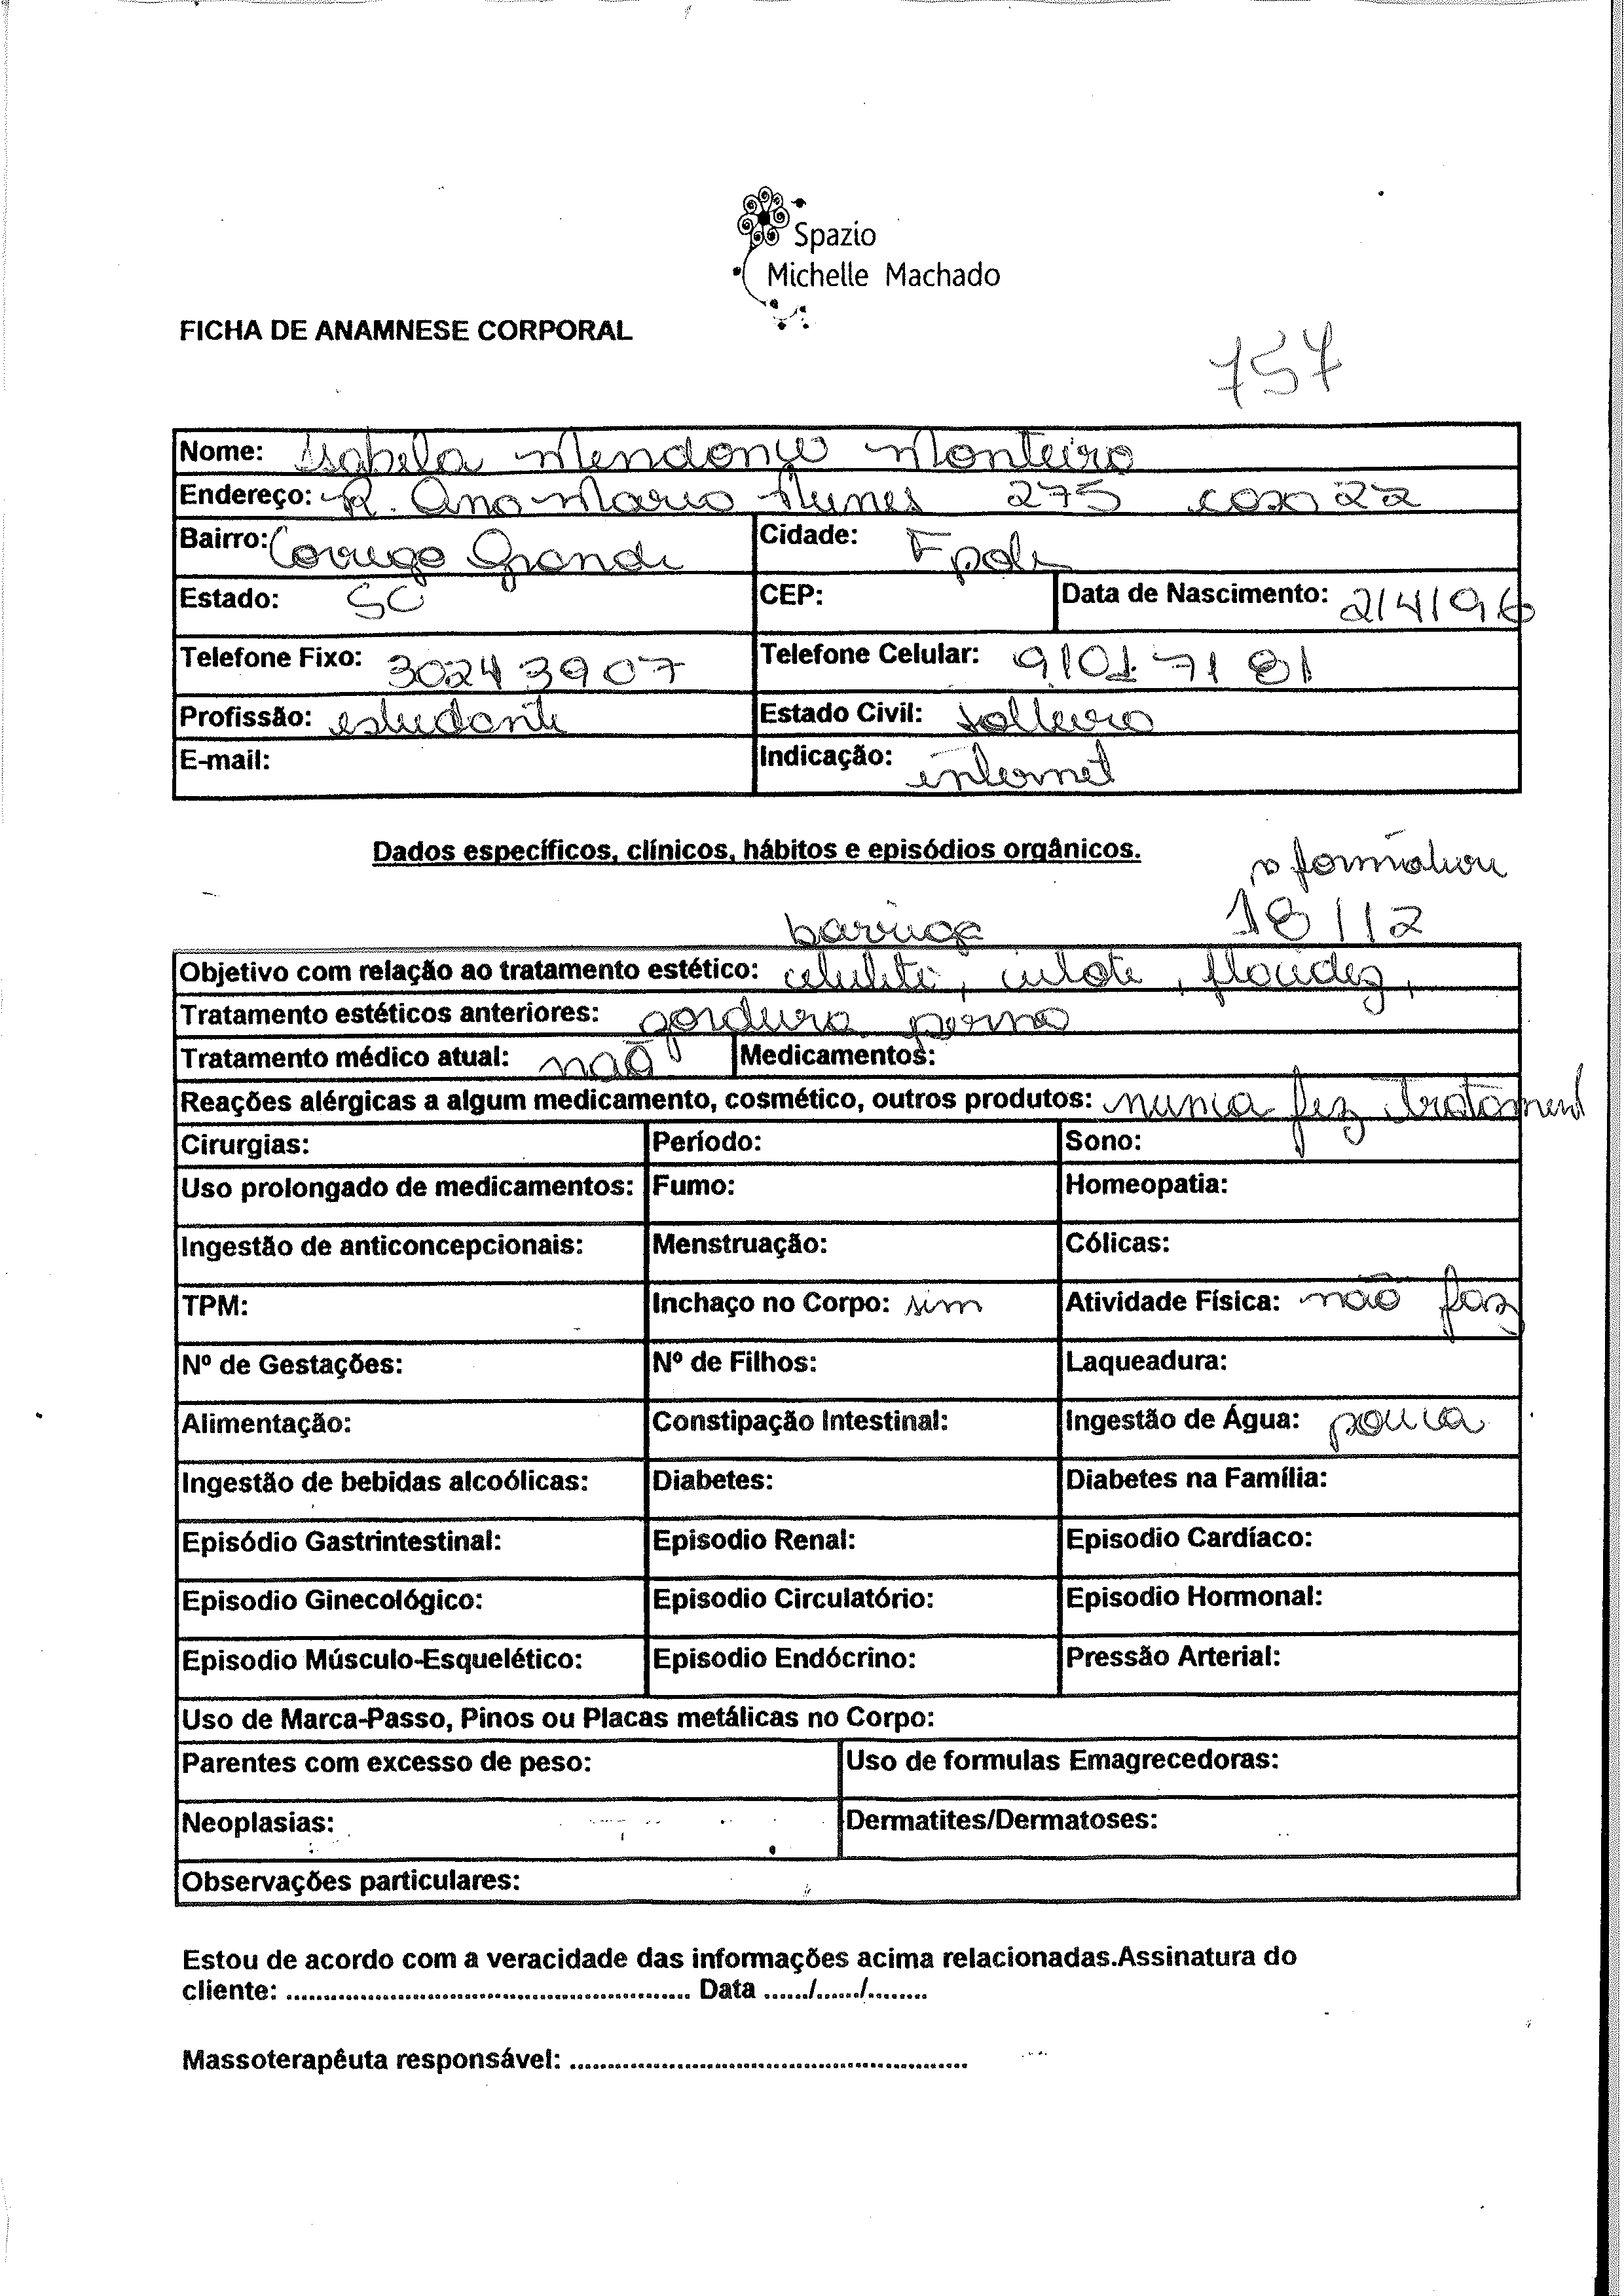 Spazio
Michelle Machado
FICHA DE ANAMNESE CORPORAL
757
Nome: Isabela Mendonça Monteiro
Endereço: R. Ana Maria Nunes 275 casa 22
Bairro: Corrego Grande Cidade: Fpolis
Estado: SC CEP: Data de Nascimento: 2/4/96
Telefone Fixo: 3024 3907 Telefone Celular: 9101 7181
Profissão: estudante Estado Civil: solteira
E-mail: Indicação: internet
Dados específicos, clínicos, hábitos e episódios orgânicos.
formatura
18/12
barriga
Objetivo com relação ao tratamento estético: celulite, culote, flacidez,
Tratamento estéticos anteriores: gordura perna
Tratamento médico atual: não Medicamentos:
Reações alérgicas a algum medicamento, cosmético, outros produtos: nunca fez tratament
Cirurgias: Período: Sono:
Uso prolongado de medicamentos: Fumo: Homeopatia:
Ingestão de anticoncepcionais: Menstruação: Cólicas:
TPM: Inchaço no Corpo: sim Atividade Física: não faz
Nº de Gestações: Nº de Filhos: Laqueadura:
Alimentação: Constipação Intestinal: Ingestão de Água: pouca
Ingestão de bebidas alcoólicas: Diabetes: Diabetes na Família:
Episódio Gastrintestinal: Episodio Renal: Episodio Cardíaco:
Episodio Ginecológico: Episodio Circulatório: Episodio Hormonal:
Episodio Músculo-Esquelético: Episodio Endócrino: Pressão Arterial:
Uso de Marca-Passo, Pinos ou Placas metálicas no Corpo:
Parentes com excesso de peso: Uso de formulas Emagrecedoras:
Neoplasias: Dermatites/Dermatoses:
Observações particulares:
Estou de acordo com a veracidade das informações acima relacionadas.Assinatura do
cliente: ...................................................... Data ....../....../........
Massoterapêuta responsável: .....................................................